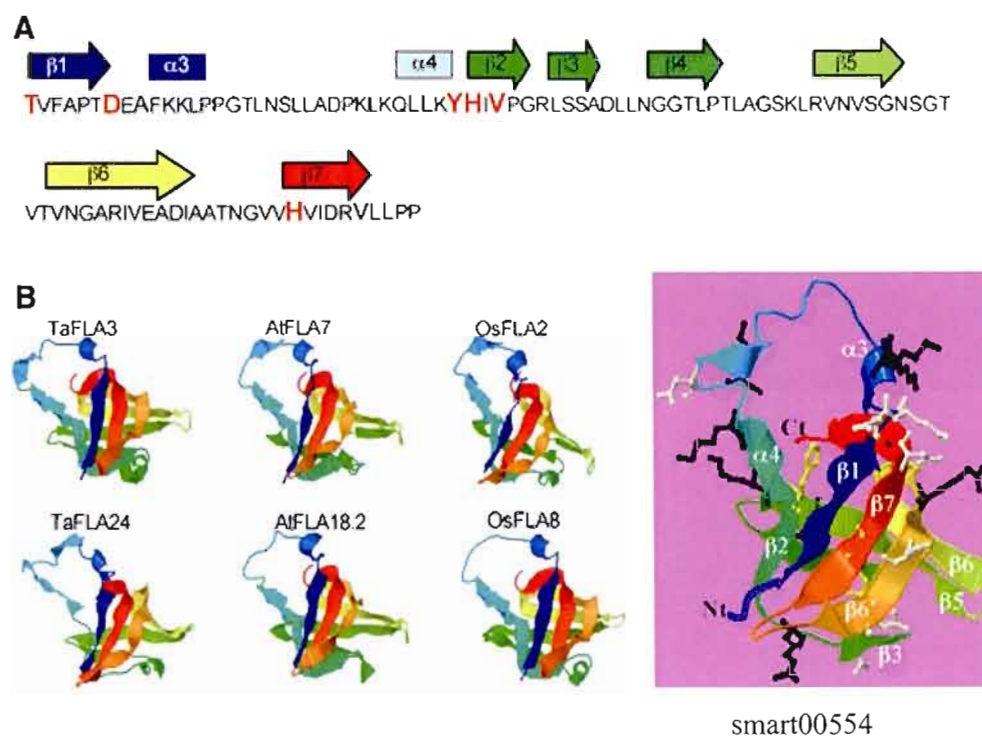 A
β1 α3 α4 β2 β3 β4 β5
TVFAPTDEAFKKLPPGTLNSLLADPKLKQLLKYHIVPGRLSSADLLNGGTLPTLAGSKLRVNVSGNSGT
β6 β7
VTVNGARIVEADIAATNGVVHVIDRVLLPP
B
TaFLA3 AtFLA7 OsFLA2
TaFLA24 AtFLA18.2 OsFLA8
α3
Ct
α4
β1
β7
β2
β6
Nt
β6'
β5
β3
smart00554